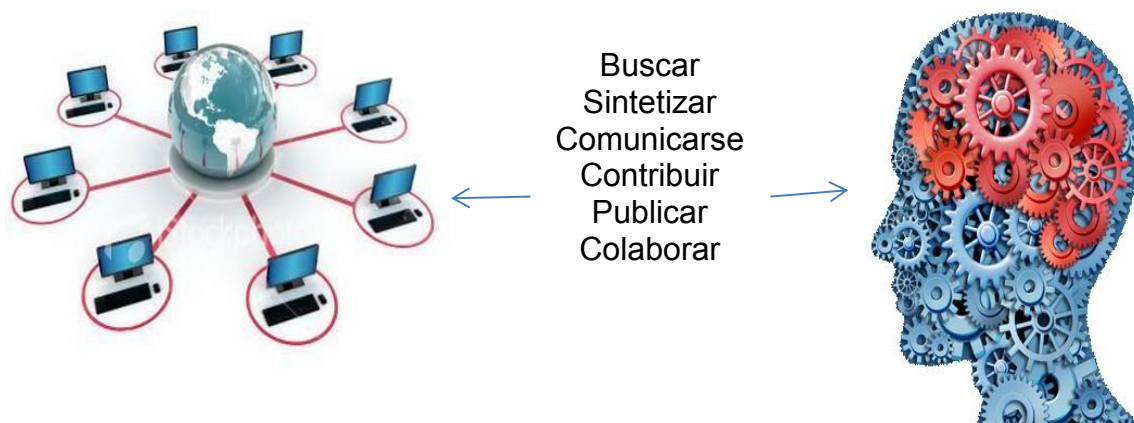 Buscar
Sintetizar
Comunicarse
Contribuir
Publicar
Colaborar